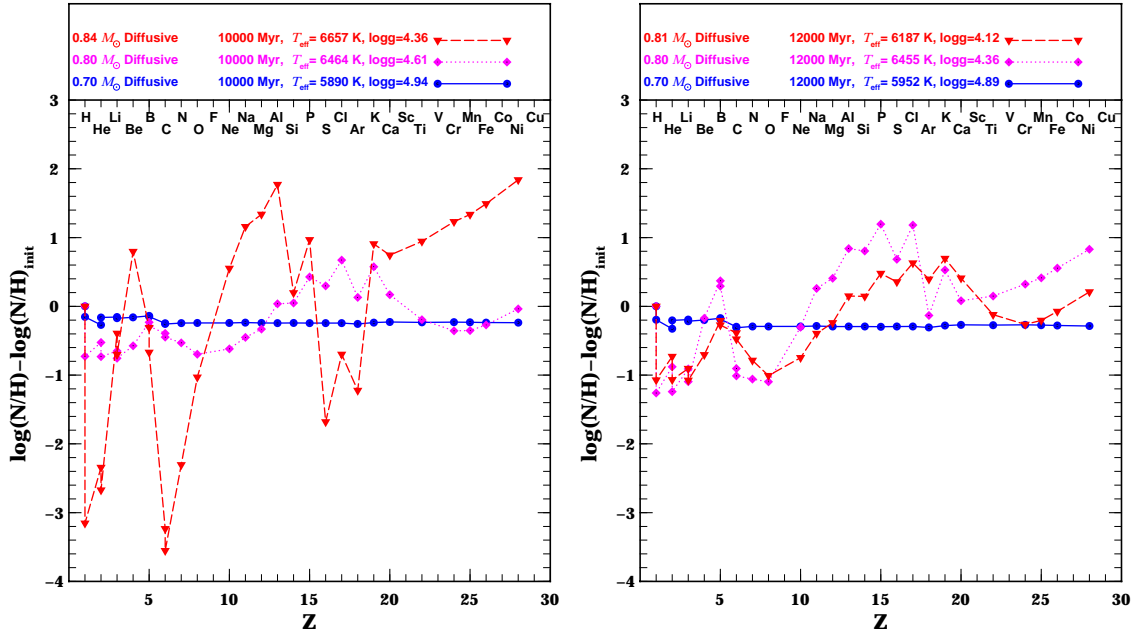 0.84 M⊙ Diffusive 10000 Myr, Teff= 6657 K, logg=4.36
0.80 M⊙ Diffusive 10000 Myr, Teff= 6464 K, logg=4.61
0.70 M⊙ Diffusive 10000 Myr, Teff= 5890 K, logg=4.94
H Li B N F Na Al P Cl K Sc V Mn Co Cu
He Be C O Ne Mg Si S Ar Ca Ti Cr Fe Ni
3
2
1
0
−1
−2
−3
−4
log(N/H)−log(N/H)init
5 10 15 20 25 30
Z
0.81 M⊙ Diffusive 12000 Myr, Teff= 6187 K, logg=4.12
0.80 M⊙ Diffusive 12000 Myr, Teff= 6455 K, logg=4.36
0.70 M⊙ Diffusive 12000 Myr, Teff= 5952 K, logg=4.89
H Li B N F Na Al P Cl K Sc V Mn Co Cu
He Be C O Ne Mg Si S Ar Ca Ti Cr Fe Ni
3
2
1
0
−1
−2
−3
−4
log(N/H)−log(N/H)init
5 10 15 20 25 30
Z